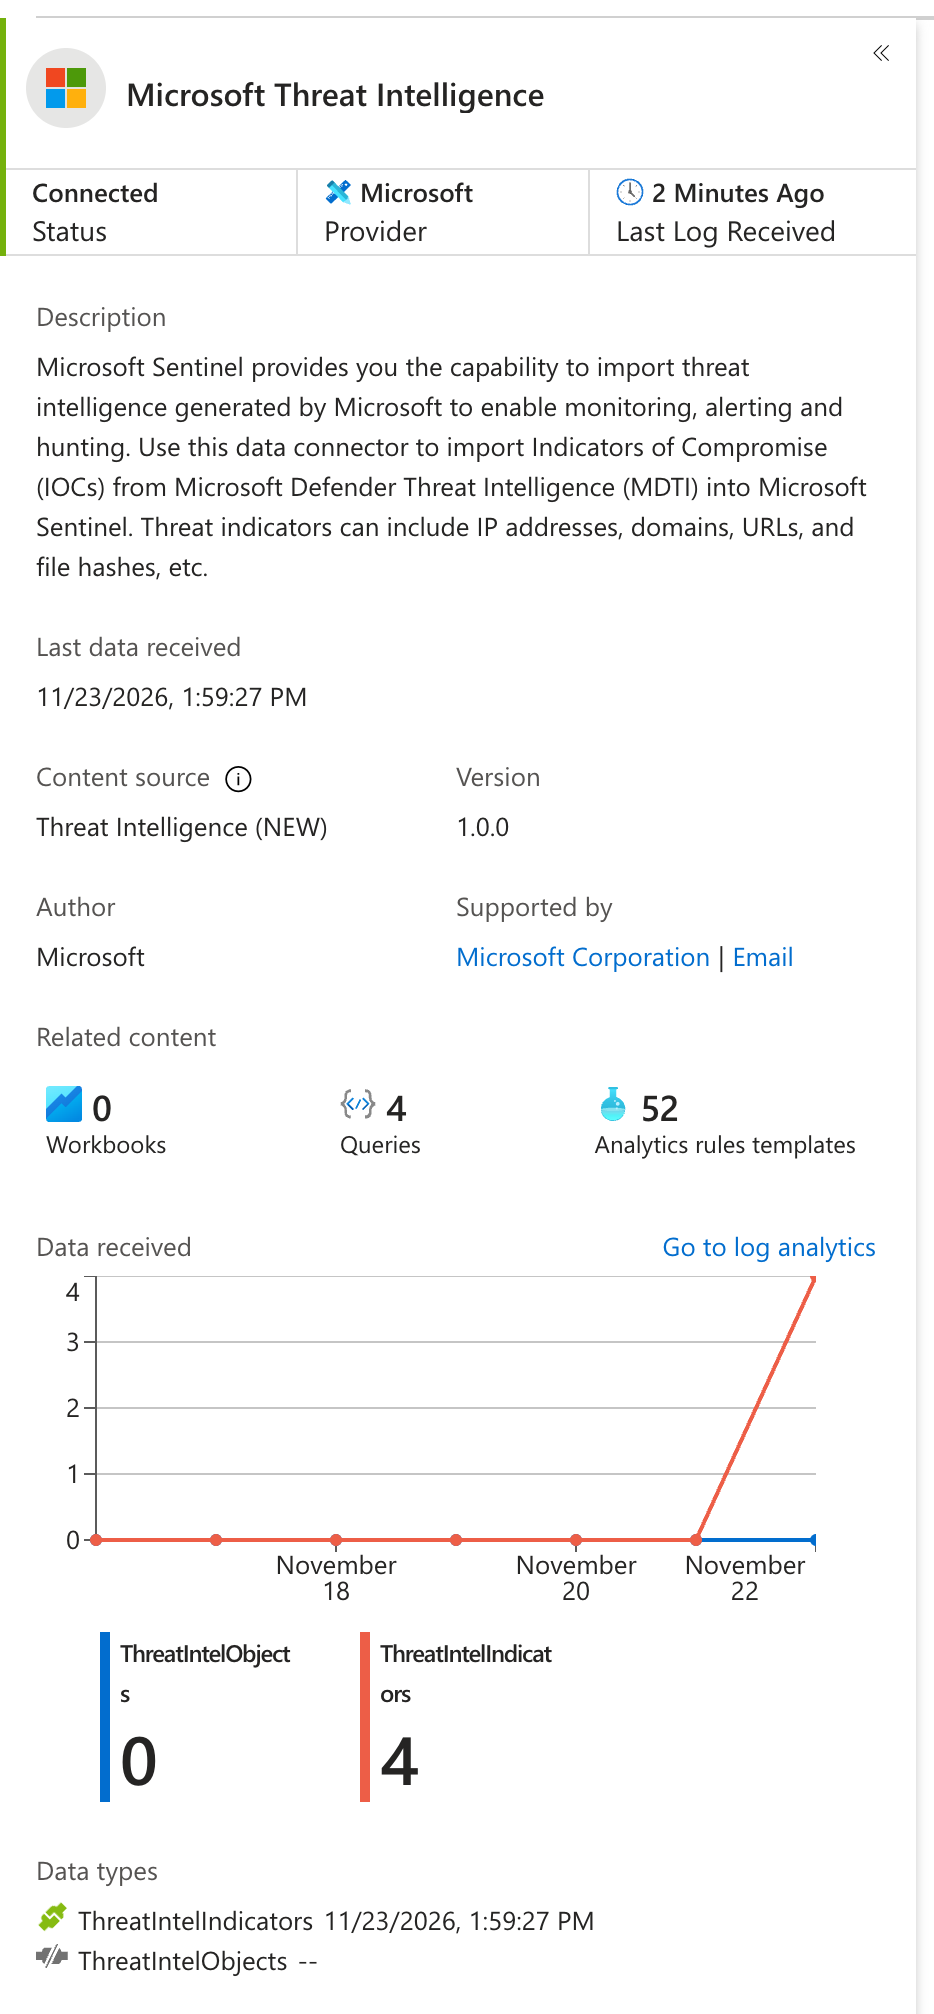 Microsoft Threat Intelligence
Connected
Status
Microsoft
Provider
2 Minutes Ago
Last Log Received
Description
Microsoft Sentinel provides you the capability to import threat
intelligence generated by Microsoft to enable monitoring, alerting and
hunting. Use this data connector to import Indicators of Compromise
(IOCs) from Microsoft Defender Threat Intelligence (MDTI) into Microsoft
Sentinel. Threat indicators can include IP addresses, domains, URLs, and
file hashes, etc.
Last data received
11/23/2026, 1:59:27 PM
Content source
Threat Intelligence (NEW)
Version
1.0.0
Author
Microsoft
Supported by
Microsoft Corporation | Email
Related content
0
Workbooks
4
Queries
52
Analytics rules templates
Data received
Go to log analytics
4
3
2
1
0
November
18
November
20
November
22
ThreatIntelObject
s
0
ThreatIntelIndicat
ors
4
Data types
ThreatIntelIndicators 11/23/2026, 1:59:27 PM
ThreatIntelObjects --